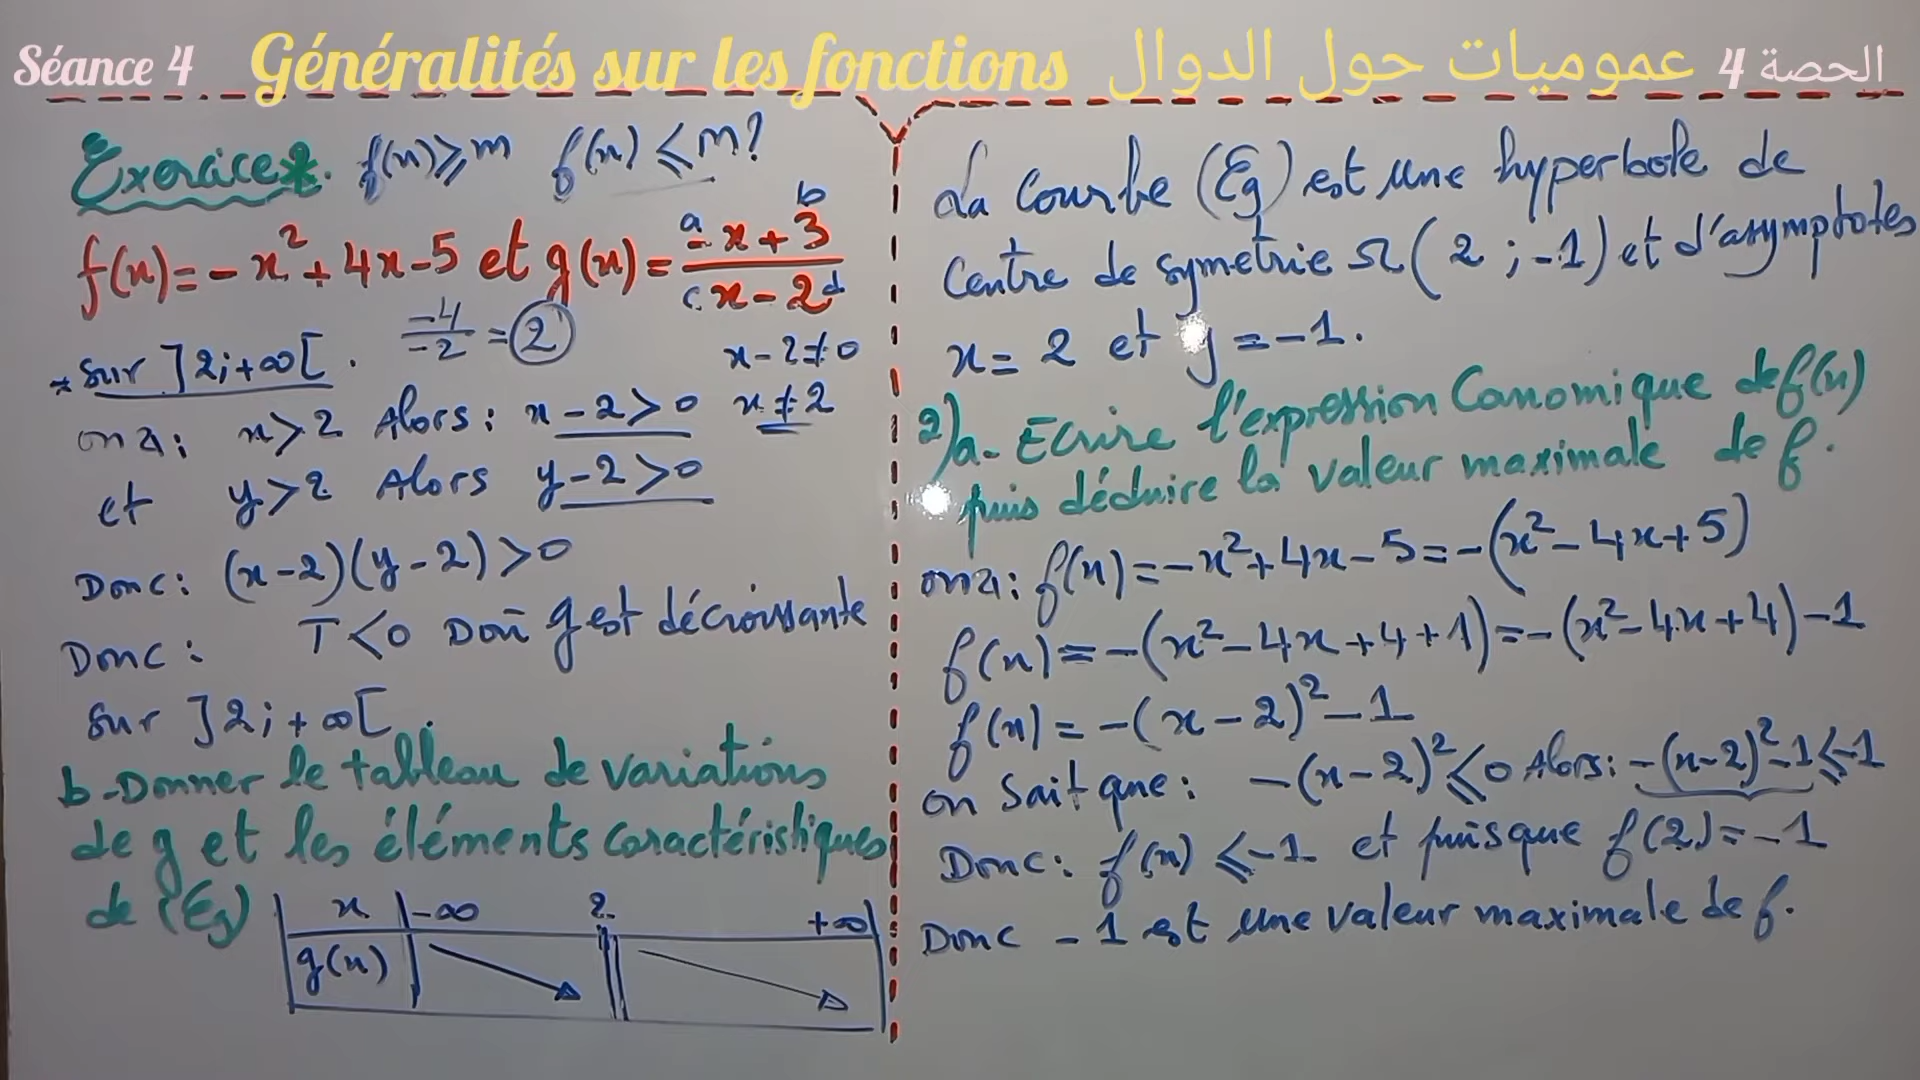 Séance 4 Généralités sur les fonctions عموميات حول الدوال الحصة 4
Exercice. f(x)⩾m f(x)⩽m?
f(x)=-x²+4x-5 et g(x)=(-x+3)/(x-2)
a b
c d
-4/-2 = 2
* Sur ]2;+∞[.
x-2≠0
on a: x>2 Alors: x-2>0 x≠2
et y>2 Alors y-2>0
Donc: (x-2)(y-2)>0
Donc: T<0 Doù g est décroissante
Sur ]2;+∞[
b-Donner le tableau de variations
de g et les éléments caractéristiques
de (Cg)
x -∞ 2 +∞
g(x)
La Courbe (Cg) est une hyperbole de
Centre de symetrie Ω(2;-1) et d'asymptotes
x=2 et y=-1.
2)a- Ecrire l'expression Canonique de f(x)
puis déduire la valeur maximale de f.
on a: f(x)=-x²+4x-5=-(x²-4x+5)
f(x)=-(x²-4x+4+1)=-(x²-4x+4)-1
f(x)=-(x-2)²-1
on Sait que: -(x-2)²⩽0 Alors: -(x-2)²-1⩽-1
Donc: f(x)⩽-1 et puisque f(2)=-1
Donc -1 est une valeur maximale de f.